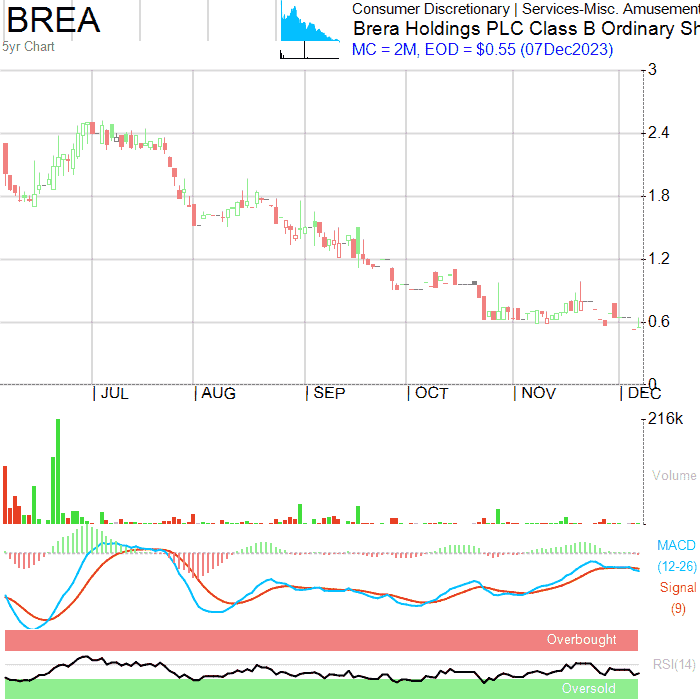 BREA
5yr Chart
Consumer Discretionary | Services-Misc. Amusement
Brera Holdings PLC Class B Ordinary Sh
MC = 2M, EOD = $0.55 (07Dec2023)
3
2.4
1.8
1.2
0.6
0
| JUL | AUG | SEP | OCT | NOV | DEC
216k
Volume
MACD
(12-26)
Signal
(9)
Overbought
RSI(14)
Oversold